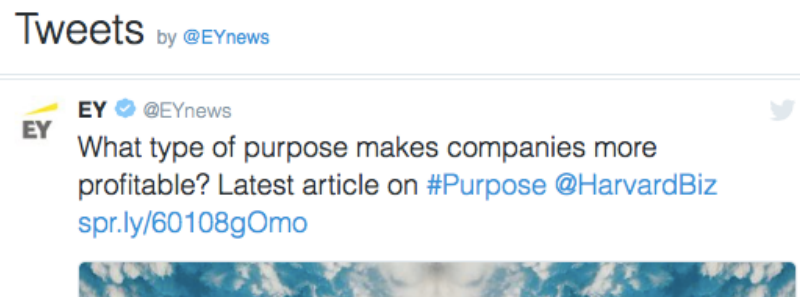 Tweets by @EYnews
EY @EYnews
EY
What type of purpose makes companies more
profitable? Latest article on #Purpose @HarvardBiz
spr.ly/60108gOmo